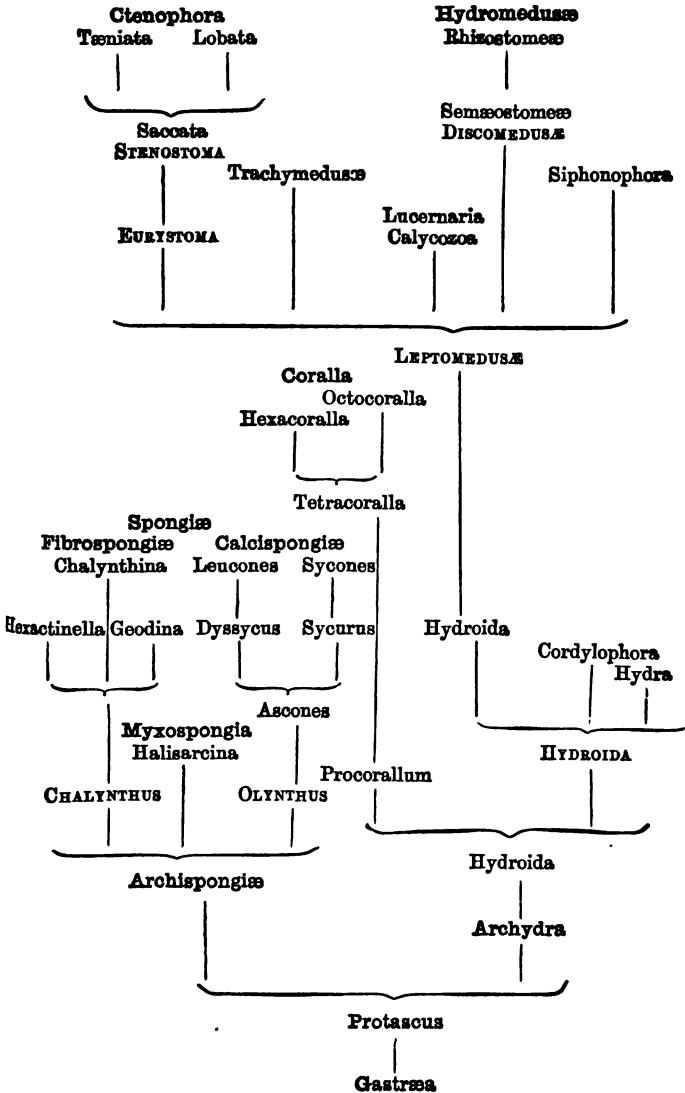 Ctenophora
Tæniata Lobata
Hydromedusæ
Rhizostomeæ
Saccata
STENOSTOMA
Semæostomeæ
DISCOMEDUSÆ
Trachymedusæ
Siphonophora
Lucernaria
Calycozoa
EURYSTOMA
LEPTOMEDUSÆ
Coralla
Octocoralla
Hexacoralla
Tetracoralla
Spongiæ
Fibrospongiæ Calcispongiæ
Chalynthina Leucones Sycones
Hexactinella Geodina Dyssycus Sycurus Hydroida
Cordylophora
Hydra
Ascones
Myxospongia
Halisarcina
HYDROIDA
Procorallum
CHALYNTHUS OLYNTHUS
Hydroida
Archispongiæ
Archydra
Protascus
Gastræa